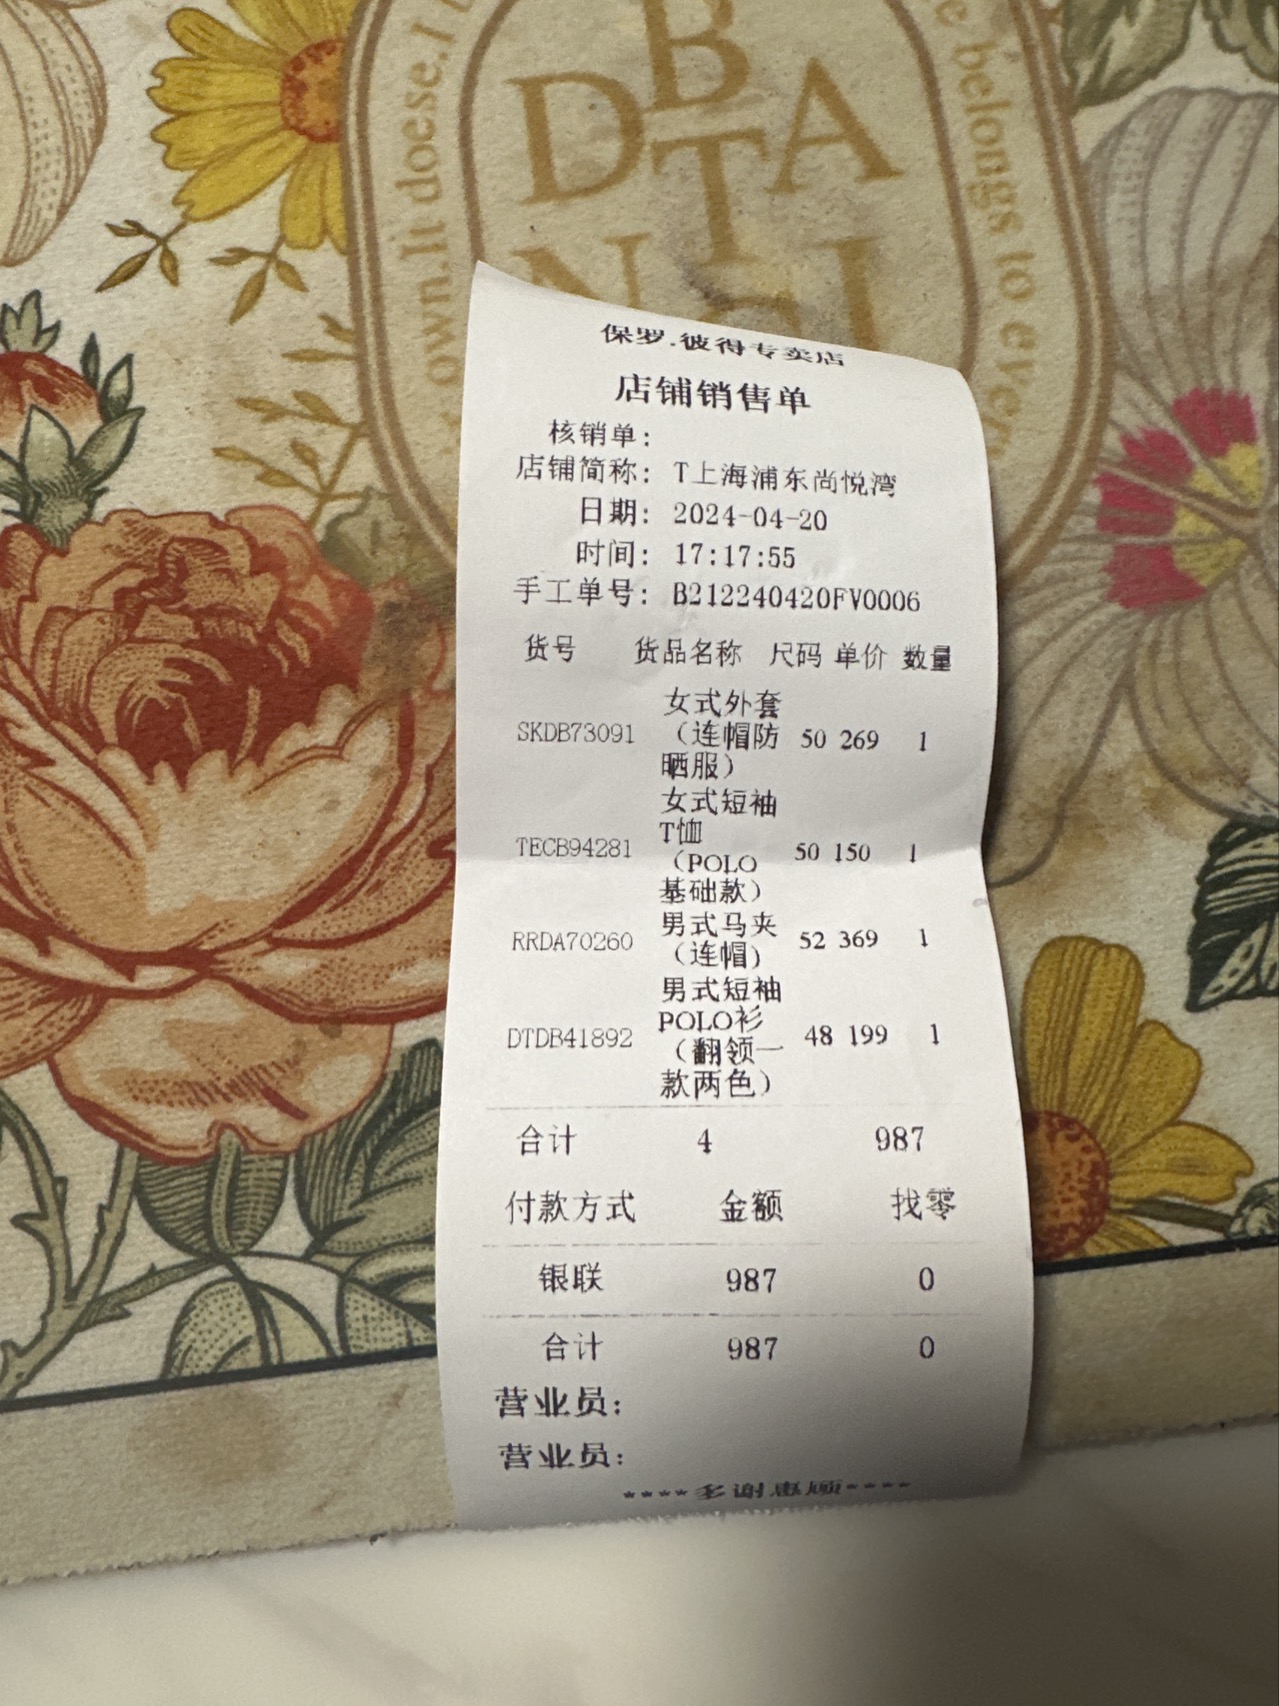 It doese.I
own.It
B
D
T
A
N
I
e belongs to eve
保罗.彼得专卖店
店铺销售单
核销单：
店铺简称： T上海浦东尚悦湾
日期： 2024-04-20
时间： 17:17:55
手工单号： B212240420FV0006
货号 货品名称 尺码 单价 数量
女式外套
SKDB73091 （连帽防 50 269 1
晒服）
女式短袖
T恤
TECB94281 （POLO 50 150 1
基础款）
男式马夹
RRDA70260 （连帽） 52 369 1
男式短袖
POLO衫
DTDB41892 （翻领一 48 199 1
款两色）
合计 4 987
付款方式 金额 找零
银联 987 0
合计 987 0
营业员：
营业员：
****多谢惠顾****